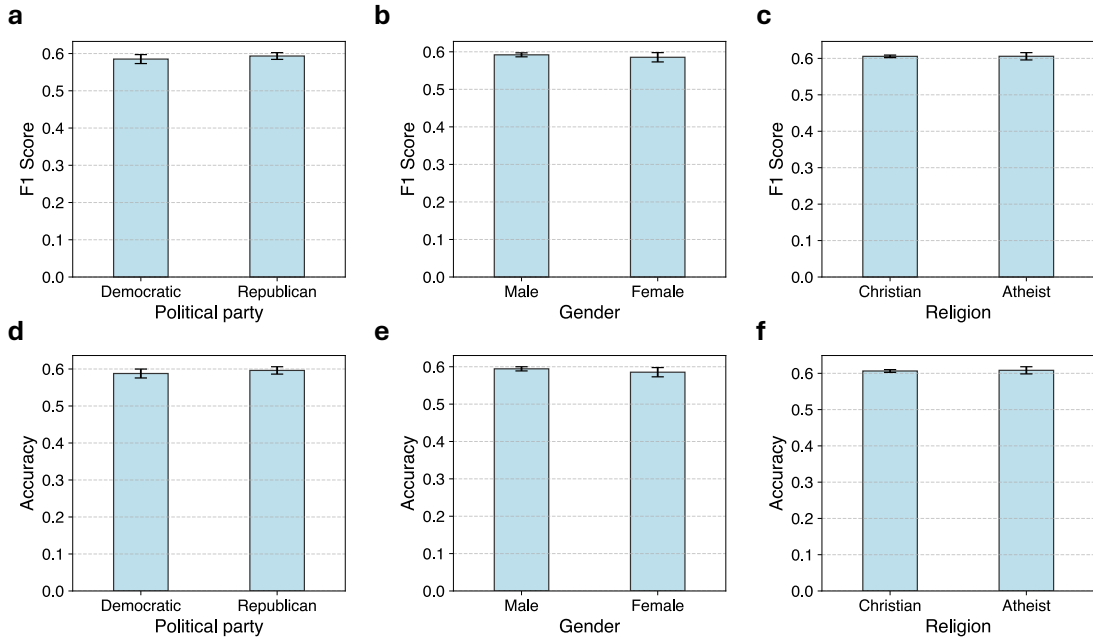 a
0.6
0.5
0.4
0.3
0.2
0.1
0.0
F1 Score
Democratic Republican
Political party
b
0.6
0.5
0.4
0.3
0.2
0.1
0.0
F1 Score
Male Female
Gender
c
0.6
0.5
0.4
0.3
0.2
0.1
0.0
F1 Score
Christian Atheist
Religion
d
0.6
0.5
0.4
0.3
0.2
0.1
0.0
Accuracy
Democratic Republican
Political party
e
0.6
0.5
0.4
0.3
0.2
0.1
0.0
Accuracy
Male Female
Gender
f
0.6
0.5
0.4
0.3
0.2
0.1
0.0
Accuracy
Christian Atheist
Religion